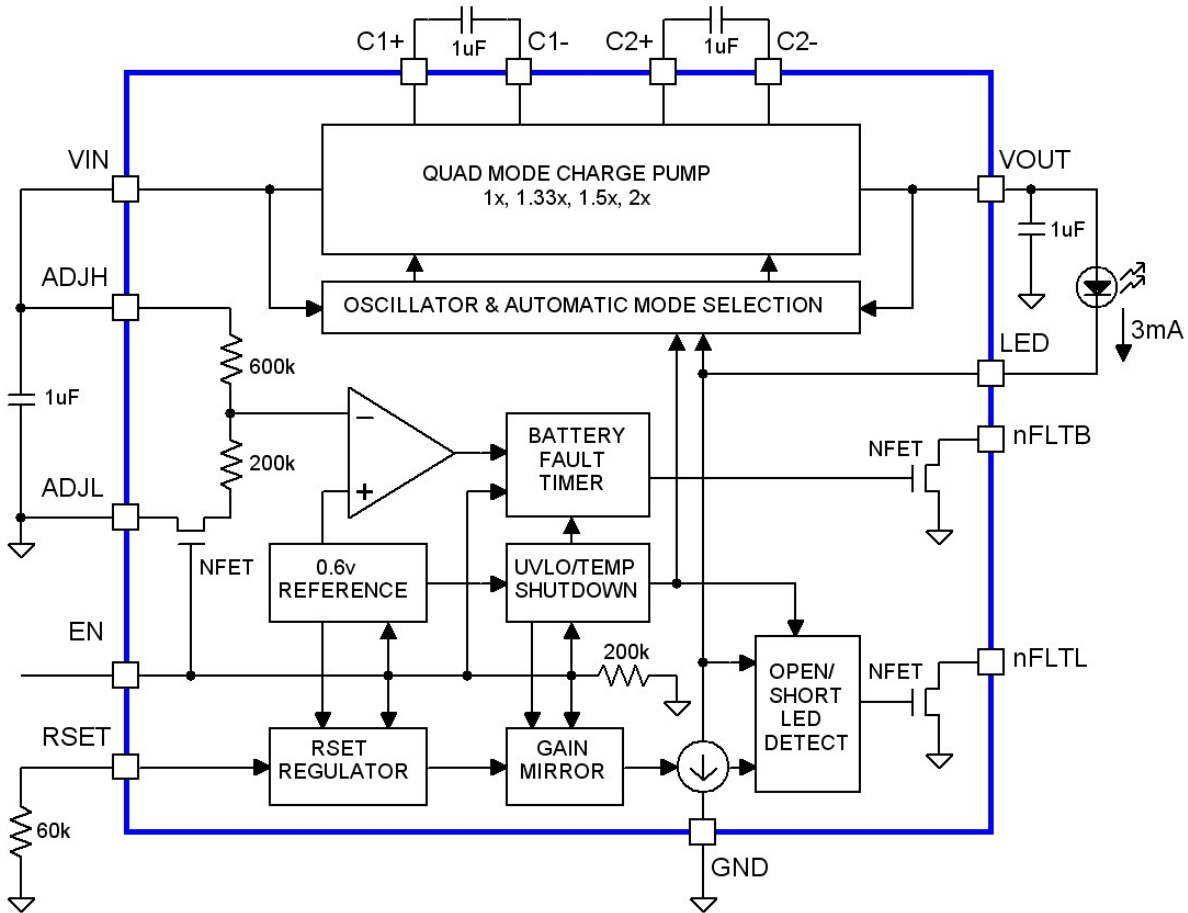 C1+
1uF
C1-
C2+
1uF
C2-
VIN
QUAD MODE CHARGE PUMP
1x, 1.33x, 1.5x, 2x
VOUT
1uF
ADJH
OSCILLATOR & AUTOMATIC MODE SELECTION
3mA
LED
600k
1uF
BATTERY
FAULT
TIMER
NFET
nFLTB
200k
ADJL
NFET
0.6v
REFERENCE
UVLO/TEMP
SHUTDOWN
EN
200k
OPEN/
SHORT
LED
DETECT
NFET
nFLTL
RSET
RSET
REGULATOR
GAIN
MIRROR
60k
GND